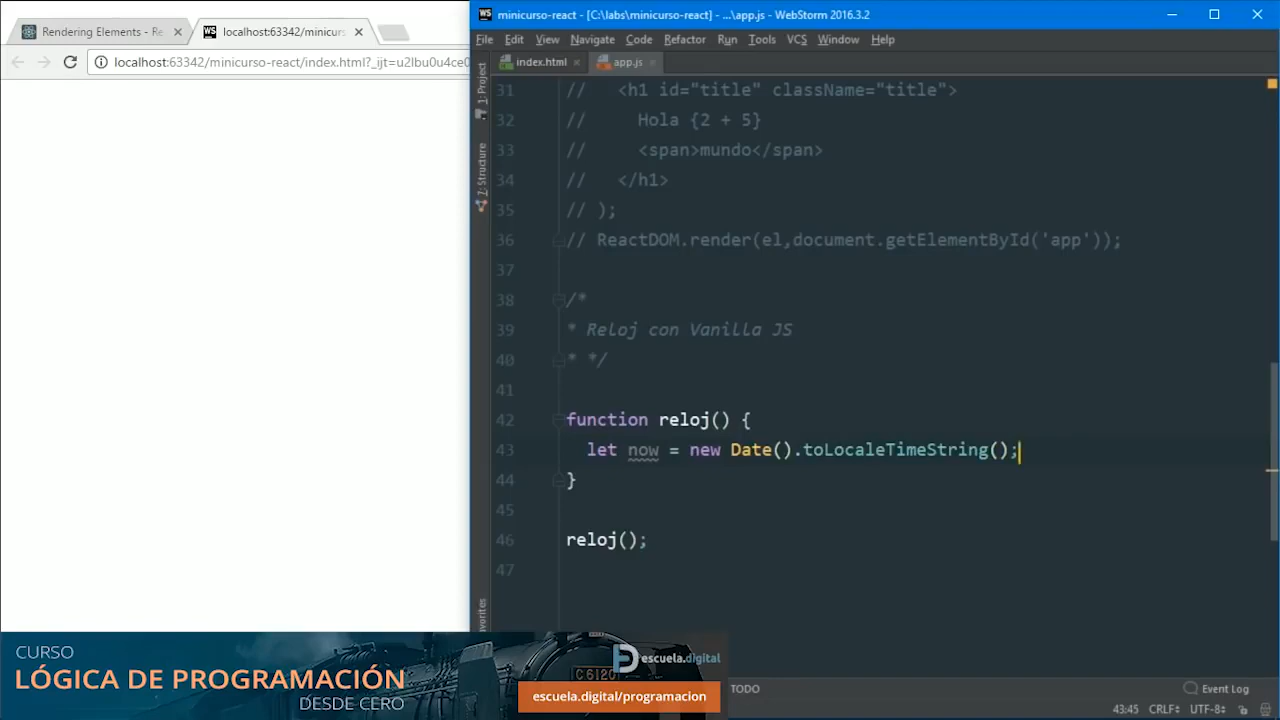 Rendering Elements - Re
localhost:63342/minicurs
localhost:63342/minicurso-react/index.html?_ijt=u2lbu0u4ce0
minicurso-react - [C:\labs\minicurso-react] - ...\app.js - WebStorm 2016.3.2
File Edit View Navigate Code Refactor Run Tools VCS Window Help
index.html
app.js
1: Project
7: Structure
31 // <h1 id="title" className="title">
32 // Hola {2 + 5}
33 // <span>mundo</span>
34 // </h1>
35 // );
36 // ReactDOM.render(el,document.getElementById('app'));
37
38 /*
39 * Reloj con Vanilla JS
40 * */
41
42 function reloj() {
43 let now = new Date().toLocaleTimeString();
44 }
45
46 reloj();
47
CURSO
LÓGICA DE PROGRAMACIÓN
DESDE CERO
C 6120
escuela.digital
escuela.digital/programacion
TODO
Event Log
43:45 CRLF÷ UTF-8÷